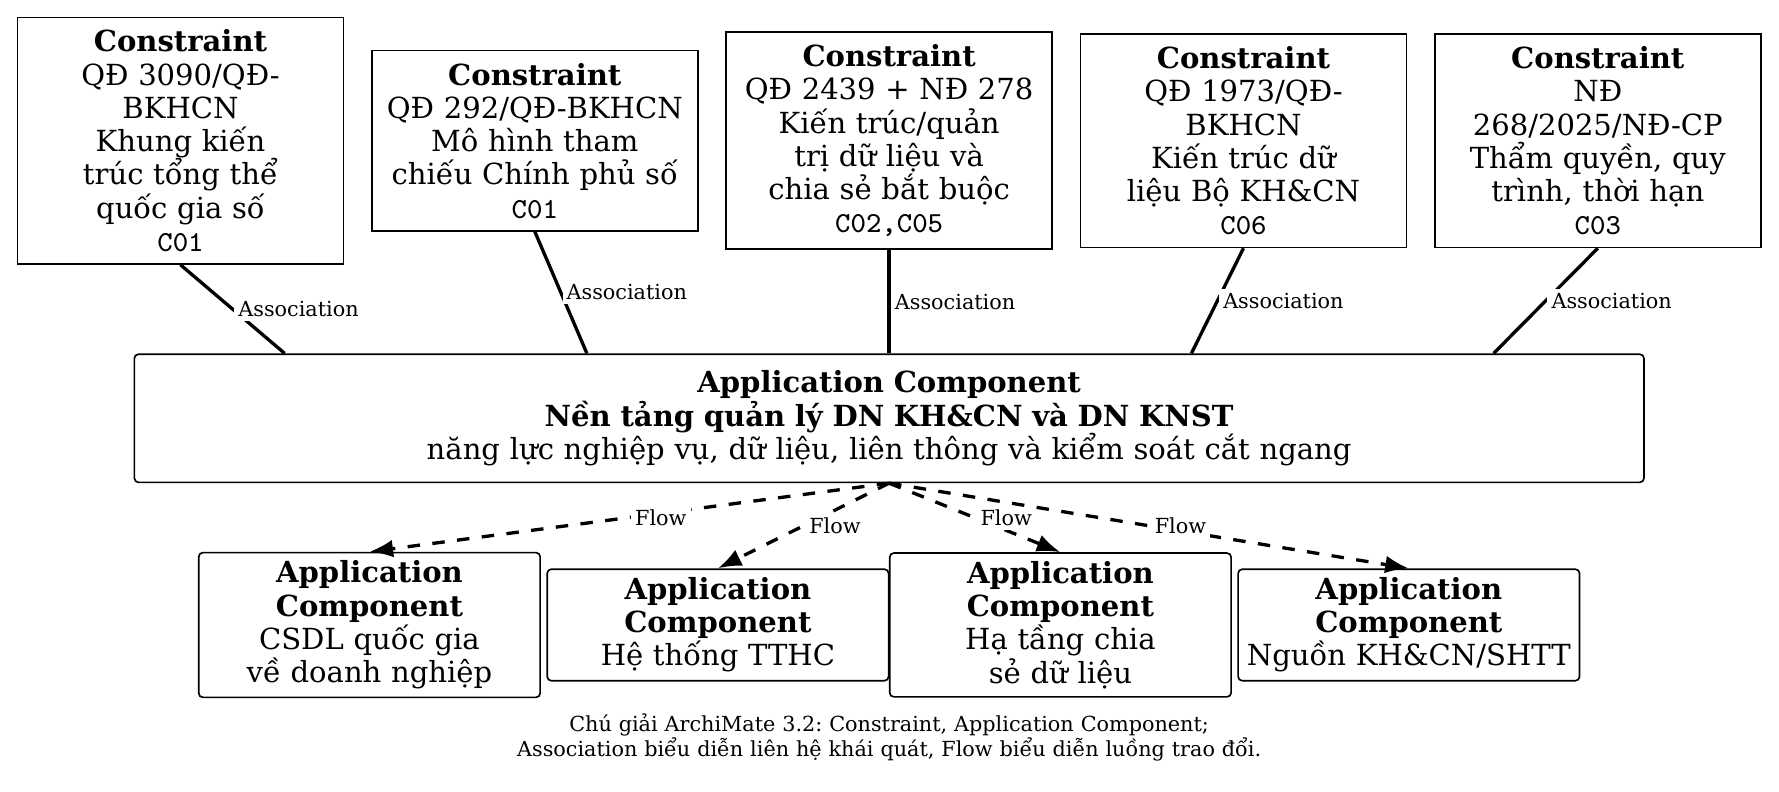 Constraint
QĐ 3090/QĐ-
BKHCN
Khung kiến
trúc tổng thể
quốc gia số
C01
Constraint
QĐ 292/QĐ-BKHCN
Mô hình tham
chiếu Chính phủ số
C01
Constraint
QĐ 2439 + NĐ 278
Kiến trúc/quản
trị dữ liệu và
chia sẻ bắt buộc
C02,C05
Constraint
QĐ 1973/QĐ-
BKHCN
Kiến trúc dữ
liệu Bộ KH&CN
C06
Constraint
NĐ
268/2025/NĐ-CP
Thẩm quyền, quy
trình, thời hạn
C03
Association
Association
Association
Association
Association
Application Component
Nền tảng quản lý DN KH&CN và DN KNST
năng lực nghiệp vụ, dữ liệu, liên thông và kiểm soát cắt ngang
Flow
Flow
Flow
Flow
Application
Component
CSDL quốc gia
về doanh nghiệp
Application
Component
Hệ thống TTHC
Application
Component
Hạ tầng chia
sẻ dữ liệu
Application
Component
Nguồn KH&CN/SHTT
Chú giải ArchiMate 3.2: Constraint, Application Component;
Association biểu diễn liên hệ khái quát, Flow biểu diễn luồng trao đổi.